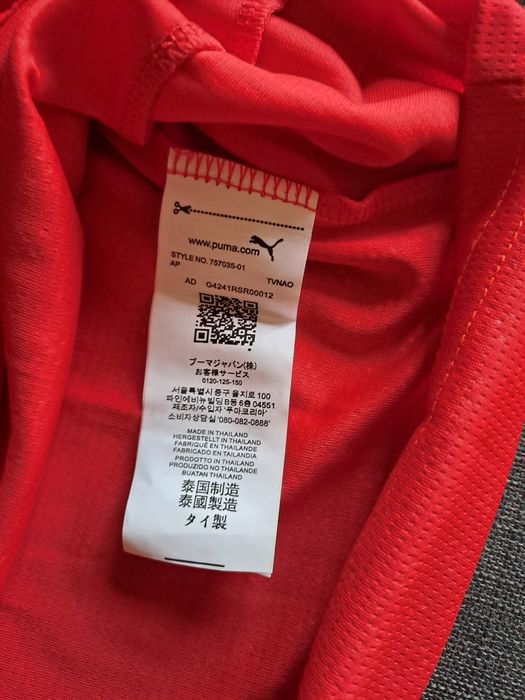 www.puma.com
STYLE NO. 757035-01
AP TVNAO
AD G4241RSR00012
プーマジャパン(株)
お客様サービス
0120-125-150
서울특별시중구을지로100
파인에비뉴빌딩B동6층 04551
제조자/수입자 '푸마코리아'
소비자상담실 '080-082-0888'
MADE IN THAILAND
HERGESTELLT IN THAILAND
FABRIQUÉ EN THAILANDE
FABRICADO EN TAILANDIA
PRODOTTO IN THAILANDIA
PRODUZIDO NO THAILANDE
BUATAN THAILAND
泰国制造
泰國製造
タイ製